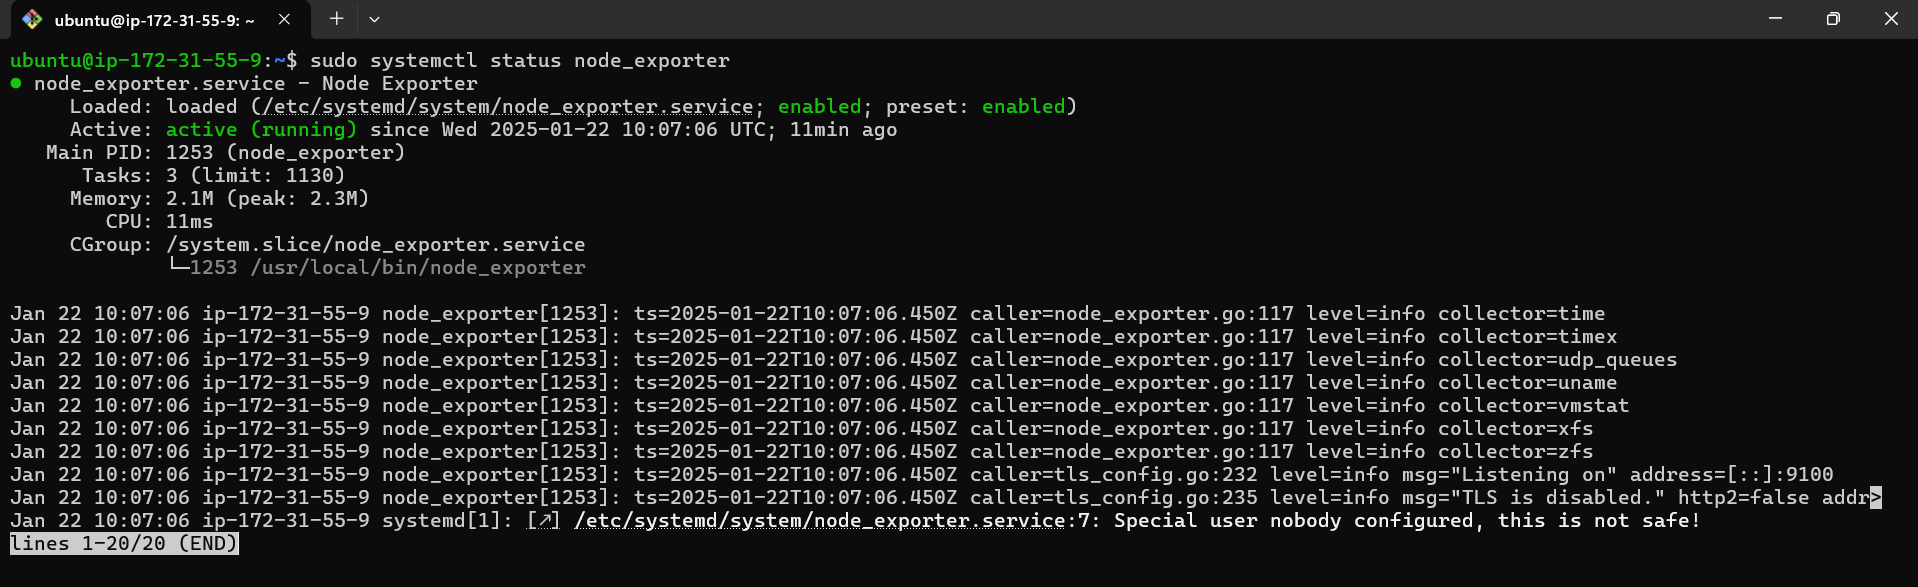 ubuntu@ip-172-31-55-9: ~
ubuntu@ip-172-31-55-9:~$ sudo systemctl status node_exporter
● node_exporter.service - Node Exporter
     Loaded: loaded (/etc/systemd/system/node_exporter.service; enabled; preset: enabled)
     Active: active (running) since Wed 2025-01-22 10:07:06 UTC; 11min ago
   Main PID: 1253 (node_exporter)
      Tasks: 3 (limit: 1130)
     Memory: 2.1M (peak: 2.3M)
        CPU: 11ms
     CGroup: /system.slice/node_exporter.service
             └─1253 /usr/local/bin/node_exporter
Jan 22 10:07:06 ip-172-31-55-9 node_exporter[1253]: ts=2025-01-22T10:07:06.450Z caller=node_exporter.go:117 level=info collector=time
Jan 22 10:07:06 ip-172-31-55-9 node_exporter[1253]: ts=2025-01-22T10:07:06.450Z caller=node_exporter.go:117 level=info collector=timex
Jan 22 10:07:06 ip-172-31-55-9 node_exporter[1253]: ts=2025-01-22T10:07:06.450Z caller=node_exporter.go:117 level=info collector=udp_queues
Jan 22 10:07:06 ip-172-31-55-9 node_exporter[1253]: ts=2025-01-22T10:07:06.450Z caller=node_exporter.go:117 level=info collector=uname
Jan 22 10:07:06 ip-172-31-55-9 node_exporter[1253]: ts=2025-01-22T10:07:06.450Z caller=node_exporter.go:117 level=info collector=vmstat
Jan 22 10:07:06 ip-172-31-55-9 node_exporter[1253]: ts=2025-01-22T10:07:06.450Z caller=node_exporter.go:117 level=info collector=xfs
Jan 22 10:07:06 ip-172-31-55-9 node_exporter[1253]: ts=2025-01-22T10:07:06.450Z caller=node_exporter.go:117 level=info collector=zfs
Jan 22 10:07:06 ip-172-31-55-9 node_exporter[1253]: ts=2025-01-22T10:07:06.450Z caller=tls_config.go:232 level=info msg="Listening on" address=[::]:9100
Jan 22 10:07:06 ip-172-31-55-9 node_exporter[1253]: ts=2025-01-22T10:07:06.450Z caller=tls_config.go:235 level=info msg="TLS is disabled." http2=false addr>
Jan 22 10:07:06 ip-172-31-55-9 systemd[1]: [↗] /etc/systemd/system/node_exporter.service:7: Special user nobody configured, this is not safe!
lines 1-20/20 (END)